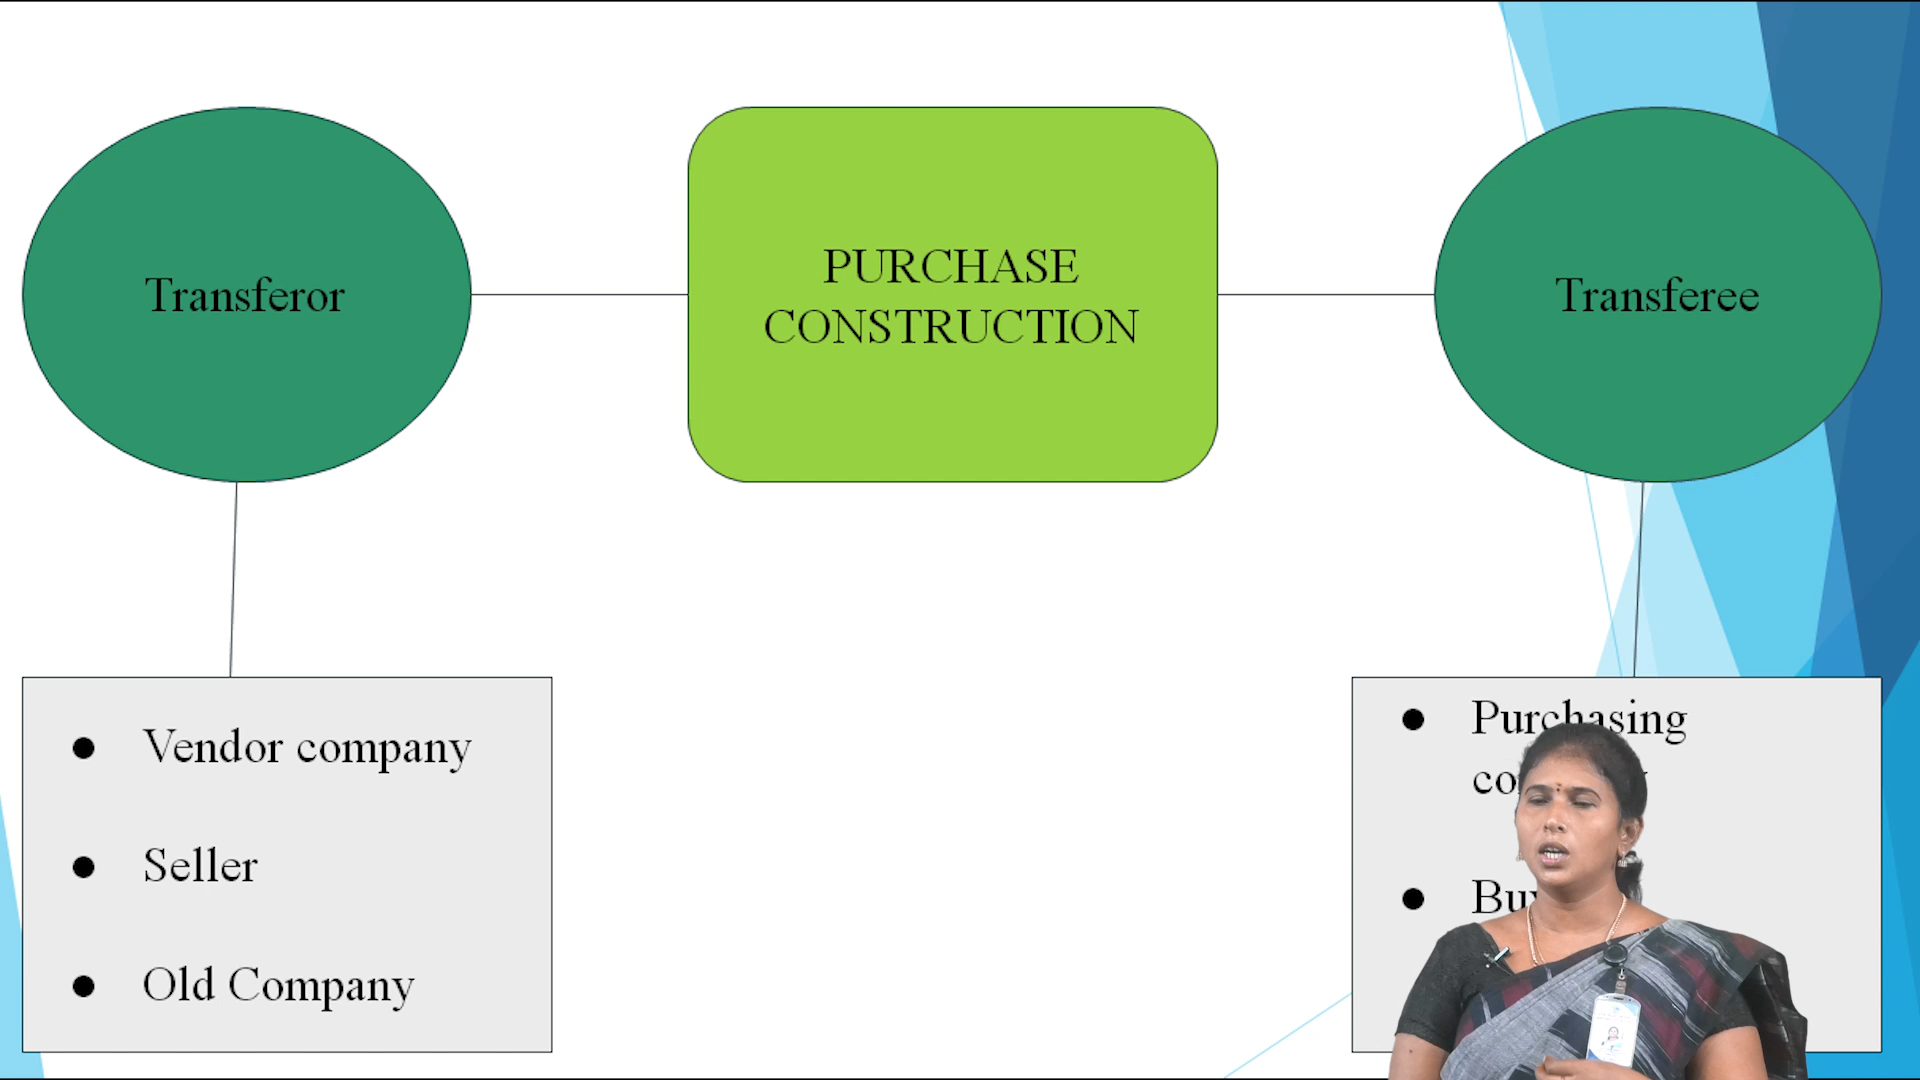 Transferor
PURCHASE
CONSTRUCTION
Transferee
● Vendor company
● Seller
● Old Company
● Purchasing
●